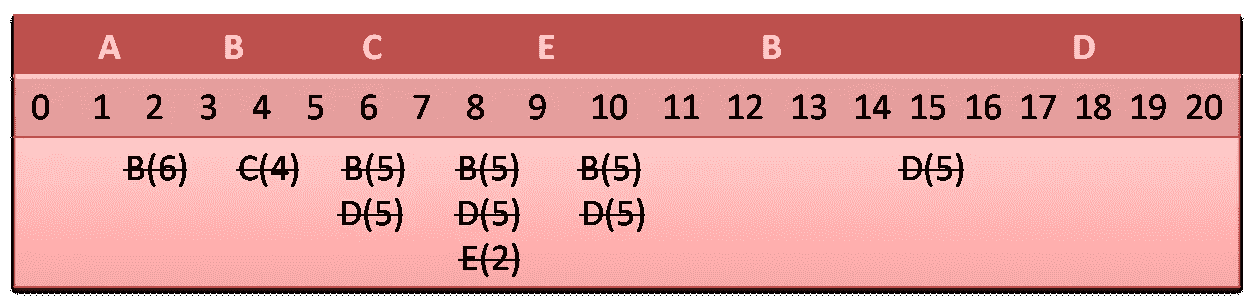 A B C E B D
0 1 2 3 4 5 6 7 8 9 10 11 12 13 14 15 16 17 18 19 20
B(6) C(4) B(5) B(5) B(5) D(5)
D(5) D(5) D(5)
E(2)